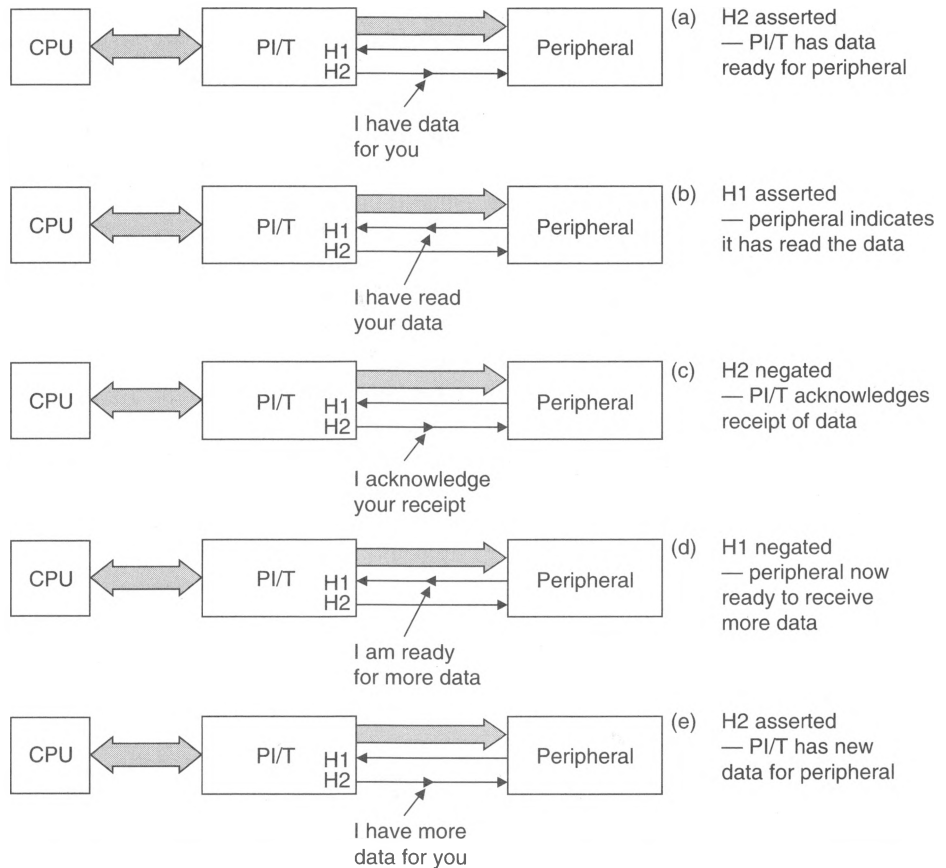 CPU
PI/T
H1
H2
Peripheral
(a) H2 asserted
— PI/T has data
ready for peripheral
I have data
for you
CPU
PI/T
H1
H2
Peripheral
(b) H1 asserted
— peripheral indicates
it has read the data
I have read
your data
CPU
PI/T
H1
H2
Peripheral
(c) H2 negated
— PI/T acknowledges
receipt of data
I acknowledge
your receipt
CPU
PI/T
H1
H2
Peripheral
(d) H1 negated
— peripheral now
ready to receive
more data
I am ready
for more data
CPU
PI/T
H1
H2
Peripheral
(e) H2 asserted
— PI/T has new
data for peripheral
I have more
data for you